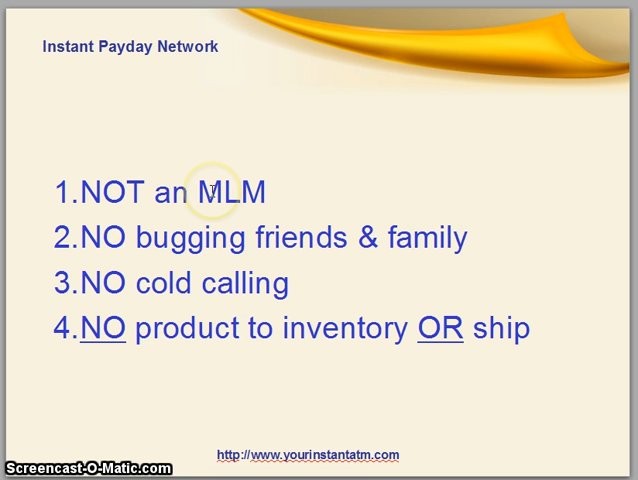 Instant Payday Network
1.NOT an MLM
2.NO bugging friends & family
3.NO cold calling
4.NO product to inventory OR ship
http://www.yourinstantatm.com
Screencast-O-Matic.com